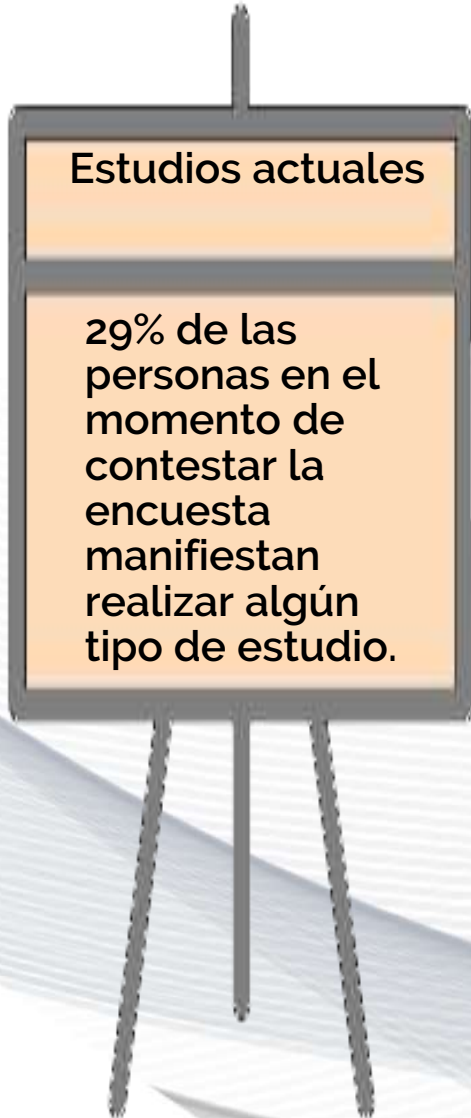 Estudios actuales
29% de las
personas en el
momento de
contestar la
encuesta
manifiestan
realizar algún
tipo de estudio.